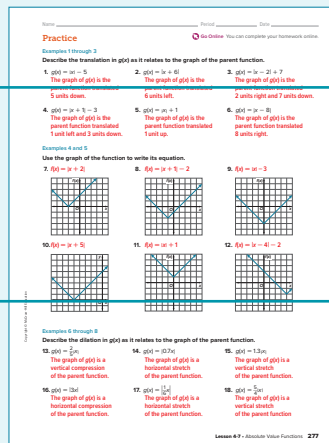 Name Period Date
Practice
Go Online You can complete your homework online.
Examples 1 through 3
Describe the translation in g(x) as it relates to the graph of the parent function.
1. g(x) = |x| − 5
The graph of g(x) is the
parent function translated
5 units down.
2. g(x) = |x + 6|
The graph of g(x) is the
parent function translated
6 units left.
3. g(x) = |x − 2| + 7
The graph of g(x) is the
parent function translated
2 units right and 7 units down.
4. g(x) = |x + 1| − 3
The graph of g(x) is the
parent function translated
1 unit left and 3 units down.
5. g(x) = |x| + 1
The graph of g(x) is the
parent function translated
1 unit up.
6. g(x) = |x − 8|
The graph of g(x) is the
parent function translated
8 units right.
Examples 4 and 5
Use the graph of the function to write its equation.
7. f(x) = |x + 2|
8. f(x) = |x + 1| − 2
9. f(x) = |x| − 3
10. f(x) = |x + 5|
11. f(x) = |x| + 1
12. f(x) = |x − 4| − 2
Examples 6 through 8
Describe the dilation in g(x) as it relates to the graph of the parent function.
13. g(x) = 2/5|x|
The graph of g(x) is a
vertical compression
of the parent function.
14. g(x) = |0.7x|
The graph of g(x) is a
horizontal stretch
of the parent function.
15. g(x) = 1.3|x|
The graph of g(x) is a
vertical stretch
of the parent function.
16. g(x) = |3x|
The graph of g(x) is a
horizontal compression
of the parent function.
17. g(x) = |1/6x|
The graph of g(x) is a
horizontal stretch
of the parent function.
18. g(x) = 5/4|x|
The graph of g(x) is a
vertical stretch
of the parent function
Lesson 4-7 • Absolute Value Functions 277